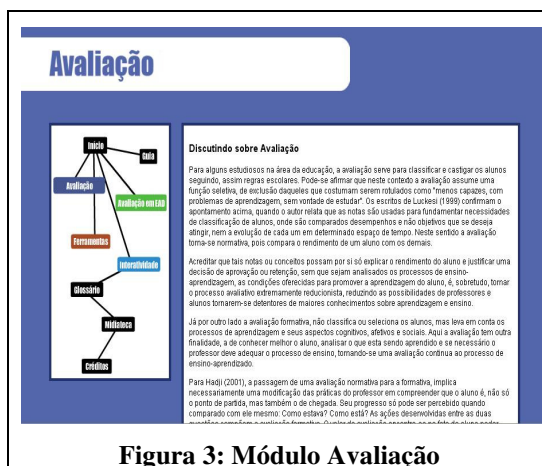 Avaliação
Início
Guia
Avaliação
Avaliação em EAD
Ferramentas
Interatividade
Glossário
Midiateca
Créditos
Discutindo sobre Avaliação
Para alguns estudiosos na área da educação, a avaliação serve para classificar e castigar os alunos
seguindo, assim regras escolares. Pode-se afirmar que neste contexto a avaliação assume uma
função seletiva, de exclusão daqueles que costumam serem rotulados como "menos capazes, com
problemas de aprendizagem, sem vontade de estudar". Os escritos de Luckesi (1999) confirmam o
apontamento acima, quando o autor relata que as notas são usadas para fundamentar necessidades
de classificação de alunos, onde são comparados desempenhos e não objetivos que se deseja
atingir, nem a evolução de cada um em determinado espaço de tempo. Neste sentido a avaliação
torna-se normativa, pois compara o rendimento de um aluno com os demais.
Acreditar que tais notas ou conceitos possam por si só explicar o rendimento do aluno e justificar uma
decisão de aprovação ou retenção, sem que sejam analisados os processos de ensino-
aprendizagem, as condições oferecidas para promover a aprendizagem do aluno, é, sobretudo, tornar
o processo avaliativo extremamente reducionista, reduzindo as possibilidades de professores e
alunos tornarem-se detentores de maiores conhecimentos sobre aprendizagem e ensino.
Já por outro lado a avaliação formativa, não classifica ou seleciona os alunos, mas leva em conta os
processos de aprendizagem e seus aspectos cognitivos, afetivos e sociais. Aqui a avaliação tem outra
finalidade, a de conhecer melhor o aluno, analisar o que esta sendo aprendido e se necessário o
professor deve adequar o processo de ensino, tornando-se uma avaliação continua ao processo de
ensino-aprendizado.
Para Hadji (2001), a passagem de uma avaliação normativa para a formativa, implica
necessariamente uma modificação das práticas do professor em compreender que o aluno é, não só
o ponto de partida, mas também o de chegada. Seu progresso só pode ser percebido quando
comparado com ele mesmo: Como estava? Como está? As ações desenvolvidas entre as duas
Figura 3: Módulo Avaliação